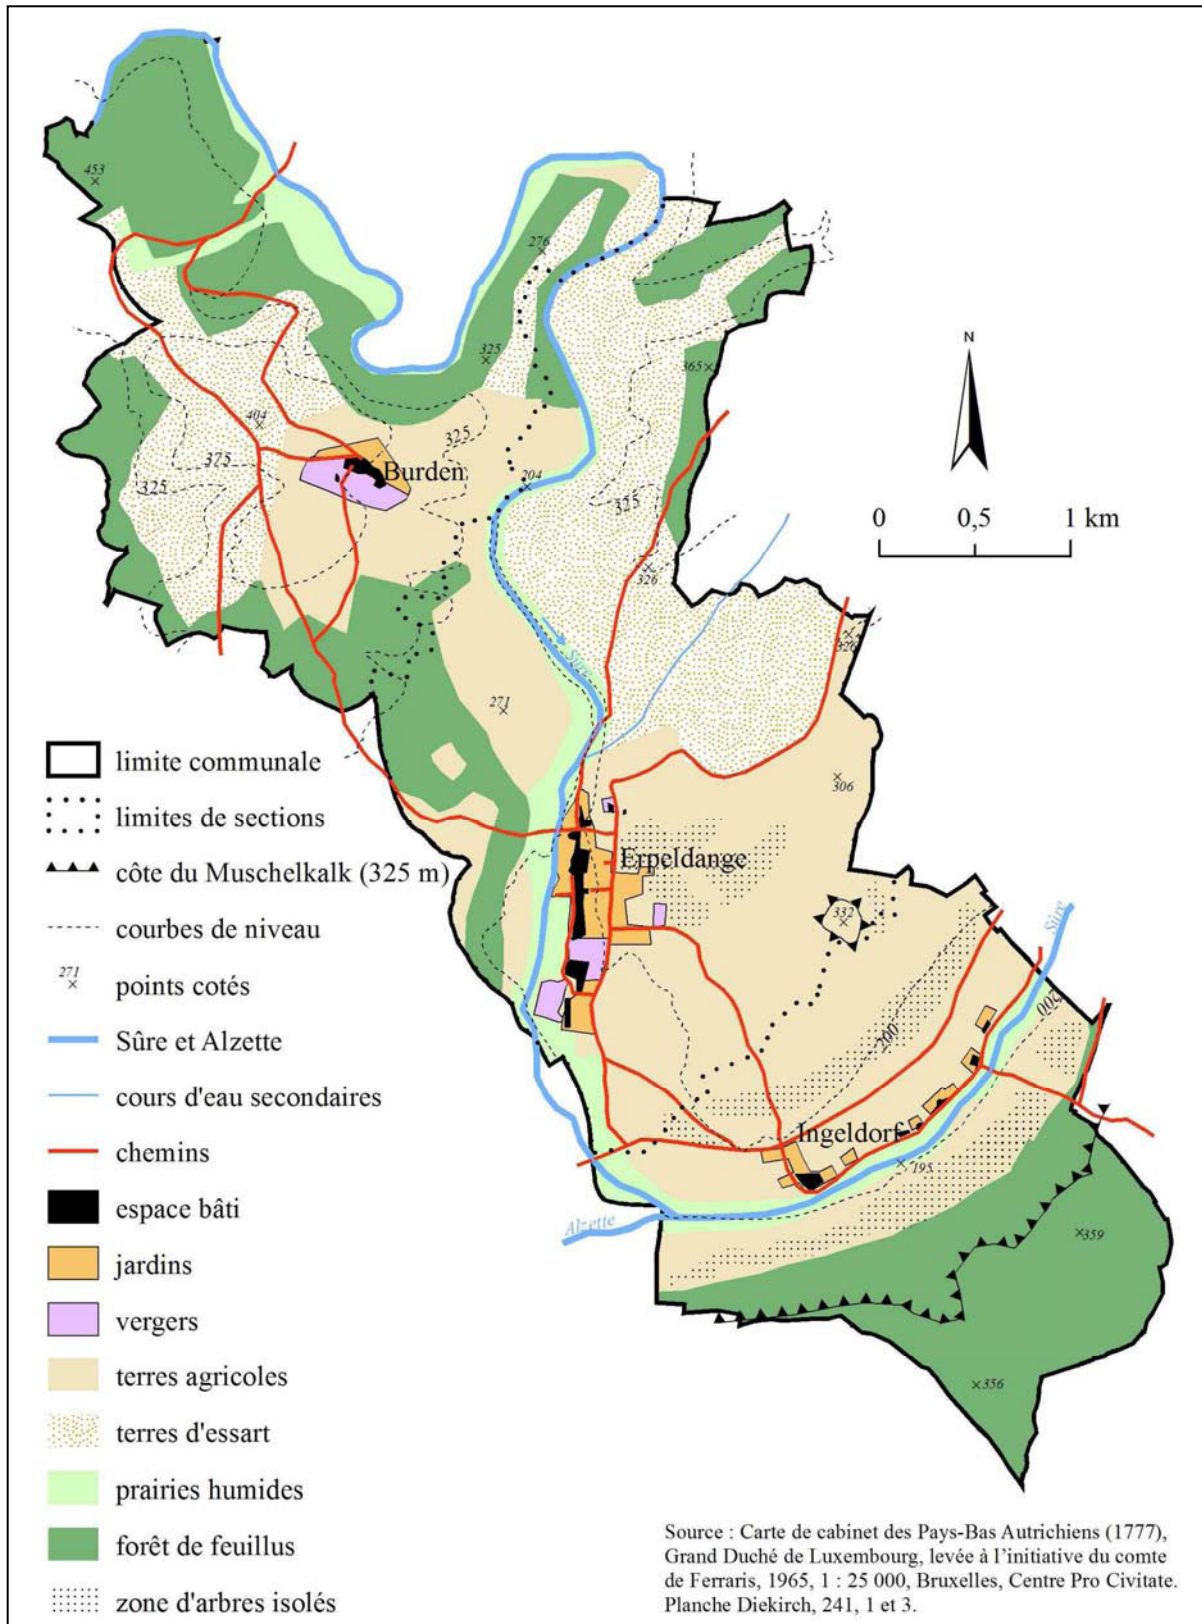 453
276
325
365
404
375
325
325
Burden
204
325
326
N
0 0,5 1 km
Sûre
320
271
306
Erpeldange
332
Sûre
200
200
Ingeldorf
195
Alzette
359
356
limite communale
limites de sections
côte du Muschelkalk (325 m)
courbes de niveau
271
points cotés
Sûre et Alzette
cours d'eau secondaires
chemins
espace bâti
jardins
vergers
terres agricoles
terres d'essart
prairies humides
forêt de feuillus
zone d'arbres isolés
Source : Carte de cabinet des Pays-Bas Autrichiens (1777),
Grand Duché de Luxembourg, levée à l’initiative du comte
de Ferraris, 1965, 1 : 25 000, Bruxelles, Centre Pro Civitate.
Planche Diekirch, 241, 1 et 3.